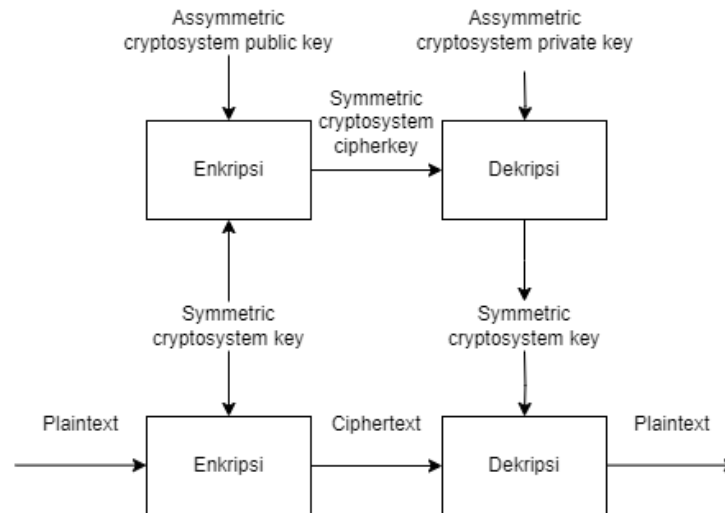 Assymmetric
cryptosystem public key
Assymmetric
cryptosystem private key
Symmetric
cryptosystem
cipherkey
Enkripsi
Dekripsi
Symmetric
cryptosystem key
Symmetric
cryptosystem key
Plaintext
Ciphertext
Plaintext
Enkripsi
Dekripsi